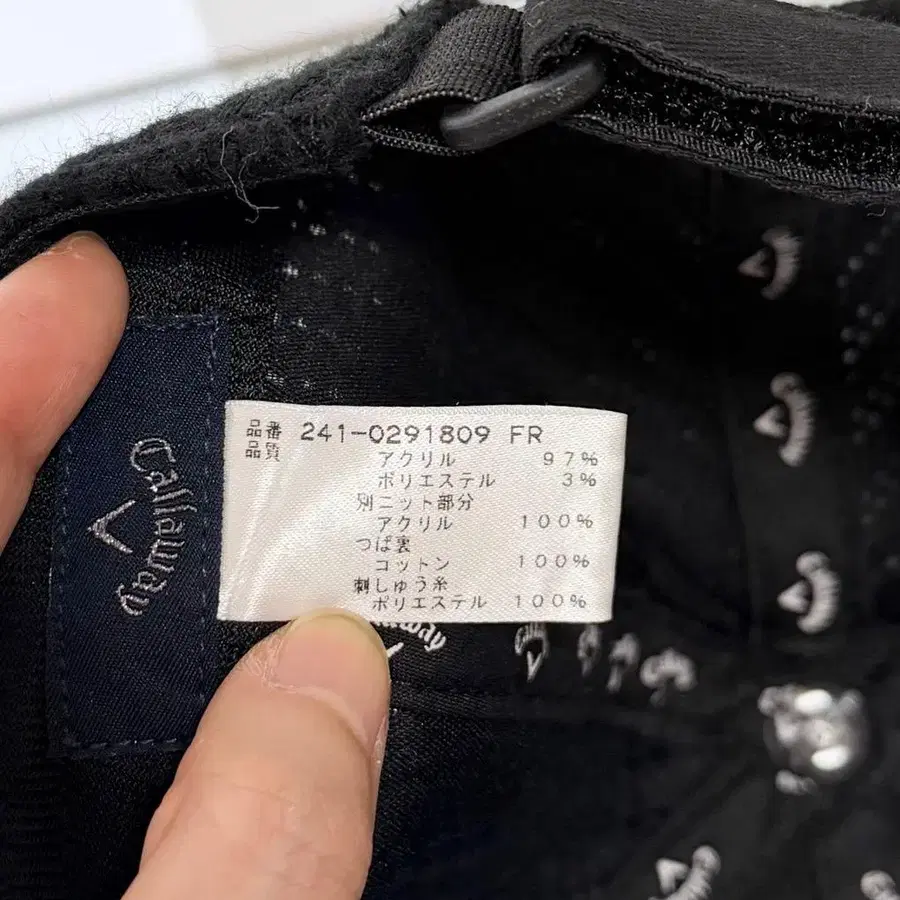 Callaway
品番 241-0291809 FR
品質
アクリル 97%
ポリエステル 3%
別ニット部分
アクリル 100%
つば裏
コットン 100%
刺しゅう糸
ポリエステル 100%